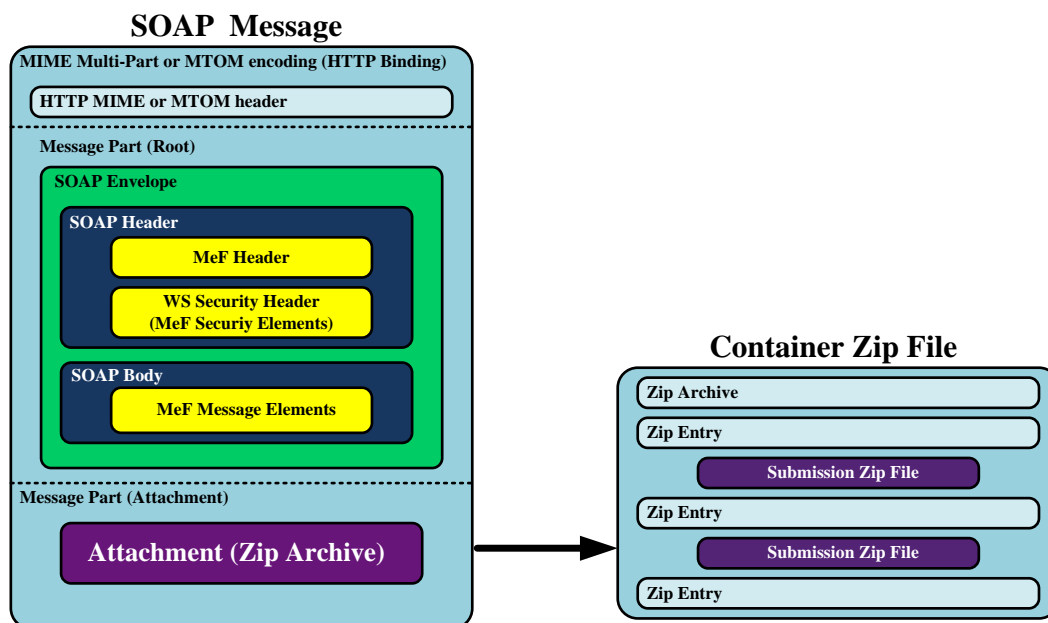 SOAP Message
MIME Multi-Part or MTOM encoding (HTTP Binding)
HTTP MIME or MTOM header
Message Part (Root)
SOAP Envelope
SOAP Header
MeF Header
WS Security Header
(MeF Securiy Elements)
SOAP Body
MeF Message Elements
Message Part (Attachment)
Attachment (Zip Archive)
Container Zip File
Zip Archive
Zip Entry
Submission Zip File
Zip Entry
Submission Zip File
Zip Entry